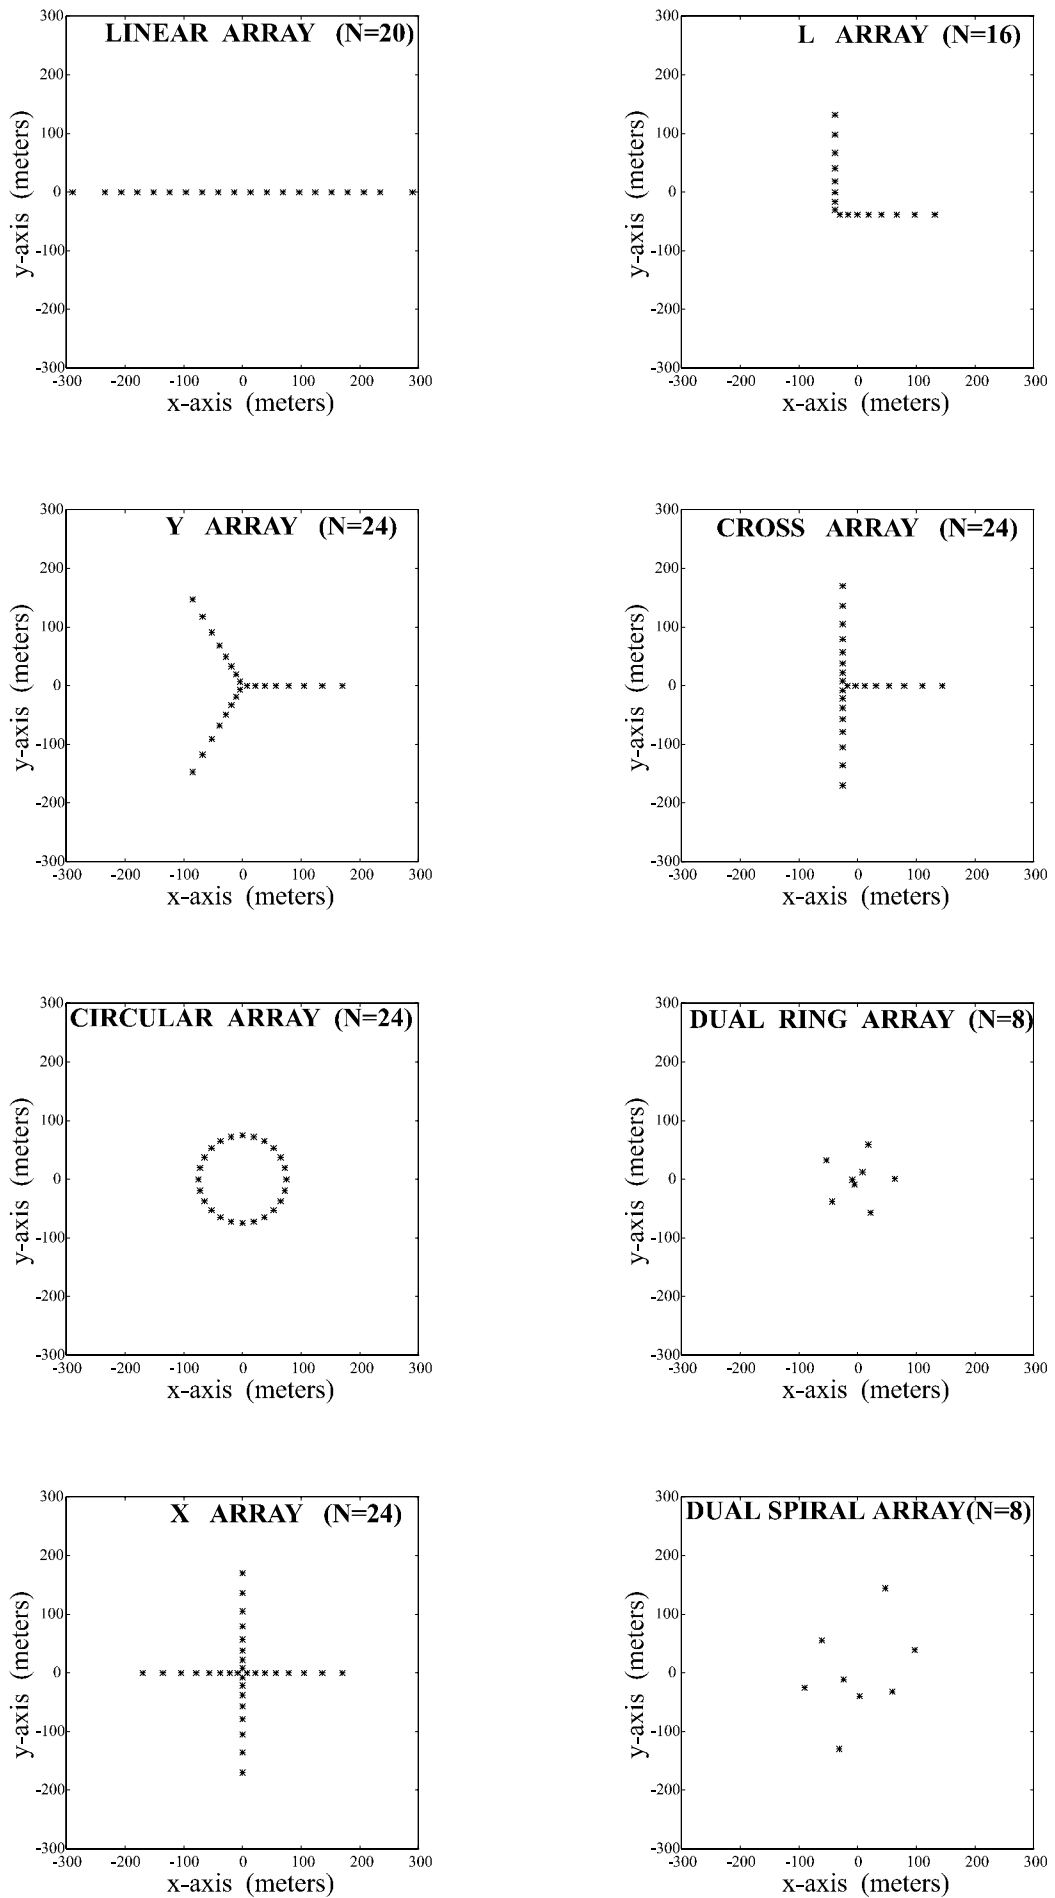 LINEAR ARRAY (N=20)
300
200
100
0
-100
-200
-300
-300 -200 -100 0 100 200 300
y-axis (meters)
x-axis (meters)
L ARRAY (N=16)
300
200
100
0
-100
-200
-300
-300 -200 -100 0 100 200 300
y-axis (meters)
x-axis (meters)
Y ARRAY (N=24)
300
200
100
0
-100
-200
-300
-300 -200 -100 0 100 200 300
y-axis (meters)
x-axis (meters)
CROSS ARRAY (N=24)
300
200
100
0
-100
-200
-300
-300 -200 -100 0 100 200 300
y-axis (meters)
x-axis (meters)
CIRCULAR ARRAY (N=24)
300
200
100
0
-100
-200
-300
-300 -200 -100 0 100 200 300
y-axis (meters)
x-axis (meters)
DUAL RING ARRAY (N=8)
300
200
100
0
-100
-200
-300
-300 -200 -100 0 100 200 300
y-axis (meters)
x-axis (meters)
X ARRAY (N=24)
300
200
100
0
-100
-200
-300
-300 -200 -100 0 100 200 300
y-axis (meters)
x-axis (meters)
DUAL SPIRAL ARRAY(N=8)
300
200
100
0
-100
-200
-300
-300 -200 -100 0 100 200 300
y-axis (meters)
x-axis (meters)